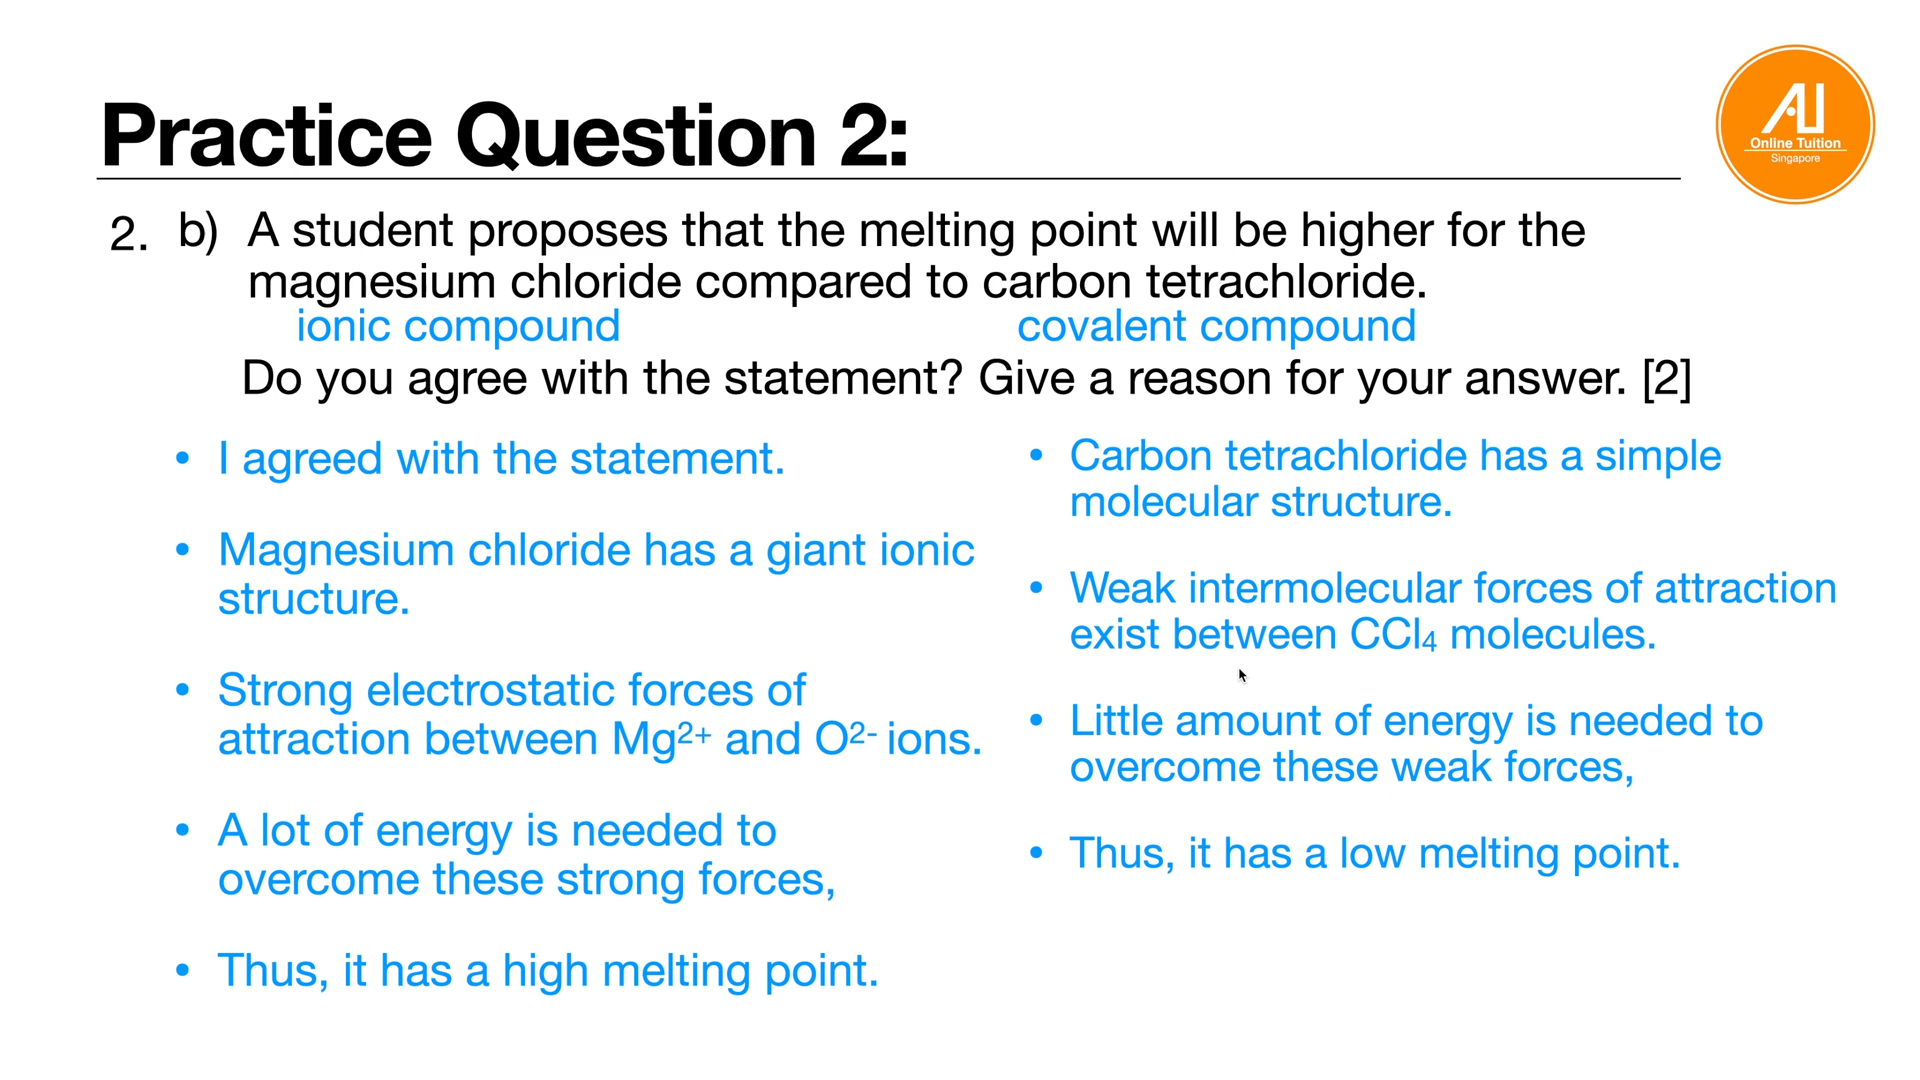 Practice Question 2:
AU
Online Tuition
Singapore
2. b) A student proposes that the melting point will be higher for the
magnesium chloride compared to carbon tetrachloride.
ionic compound covalent compound
Do you agree with the statement? Give a reason for your answer. [2]
• I agreed with the statement.
• Magnesium chloride has a giant ionic
structure.
• Strong electrostatic forces of
attraction between Mg²⁺ and O²⁻ ions.
• A lot of energy is needed to
overcome these strong forces,
• Thus, it has a high melting point.
• Carbon tetrachloride has a simple
molecular structure.
• Weak intermolecular forces of attraction
exist between CCl₄ molecules.
• Little amount of energy is needed to
overcome these weak forces,
• Thus, it has a low melting point.